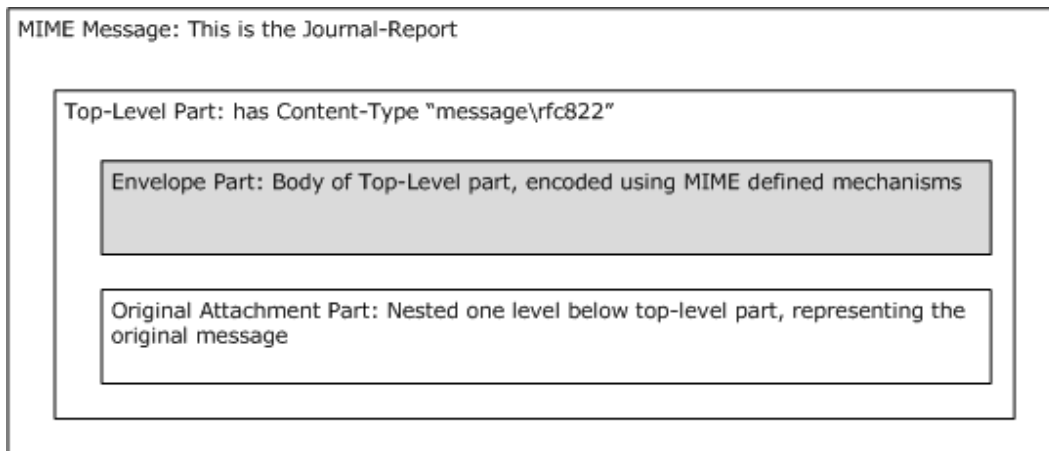 MIME Message: This is the Journal-Report
Top-Level Part: has Content-Type “message\rfc822”
Envelope Part: Body of Top-Level part, encoded using MIME defined mechanisms
Original Attachment Part: Nested one level below top-level part, representing the
original message